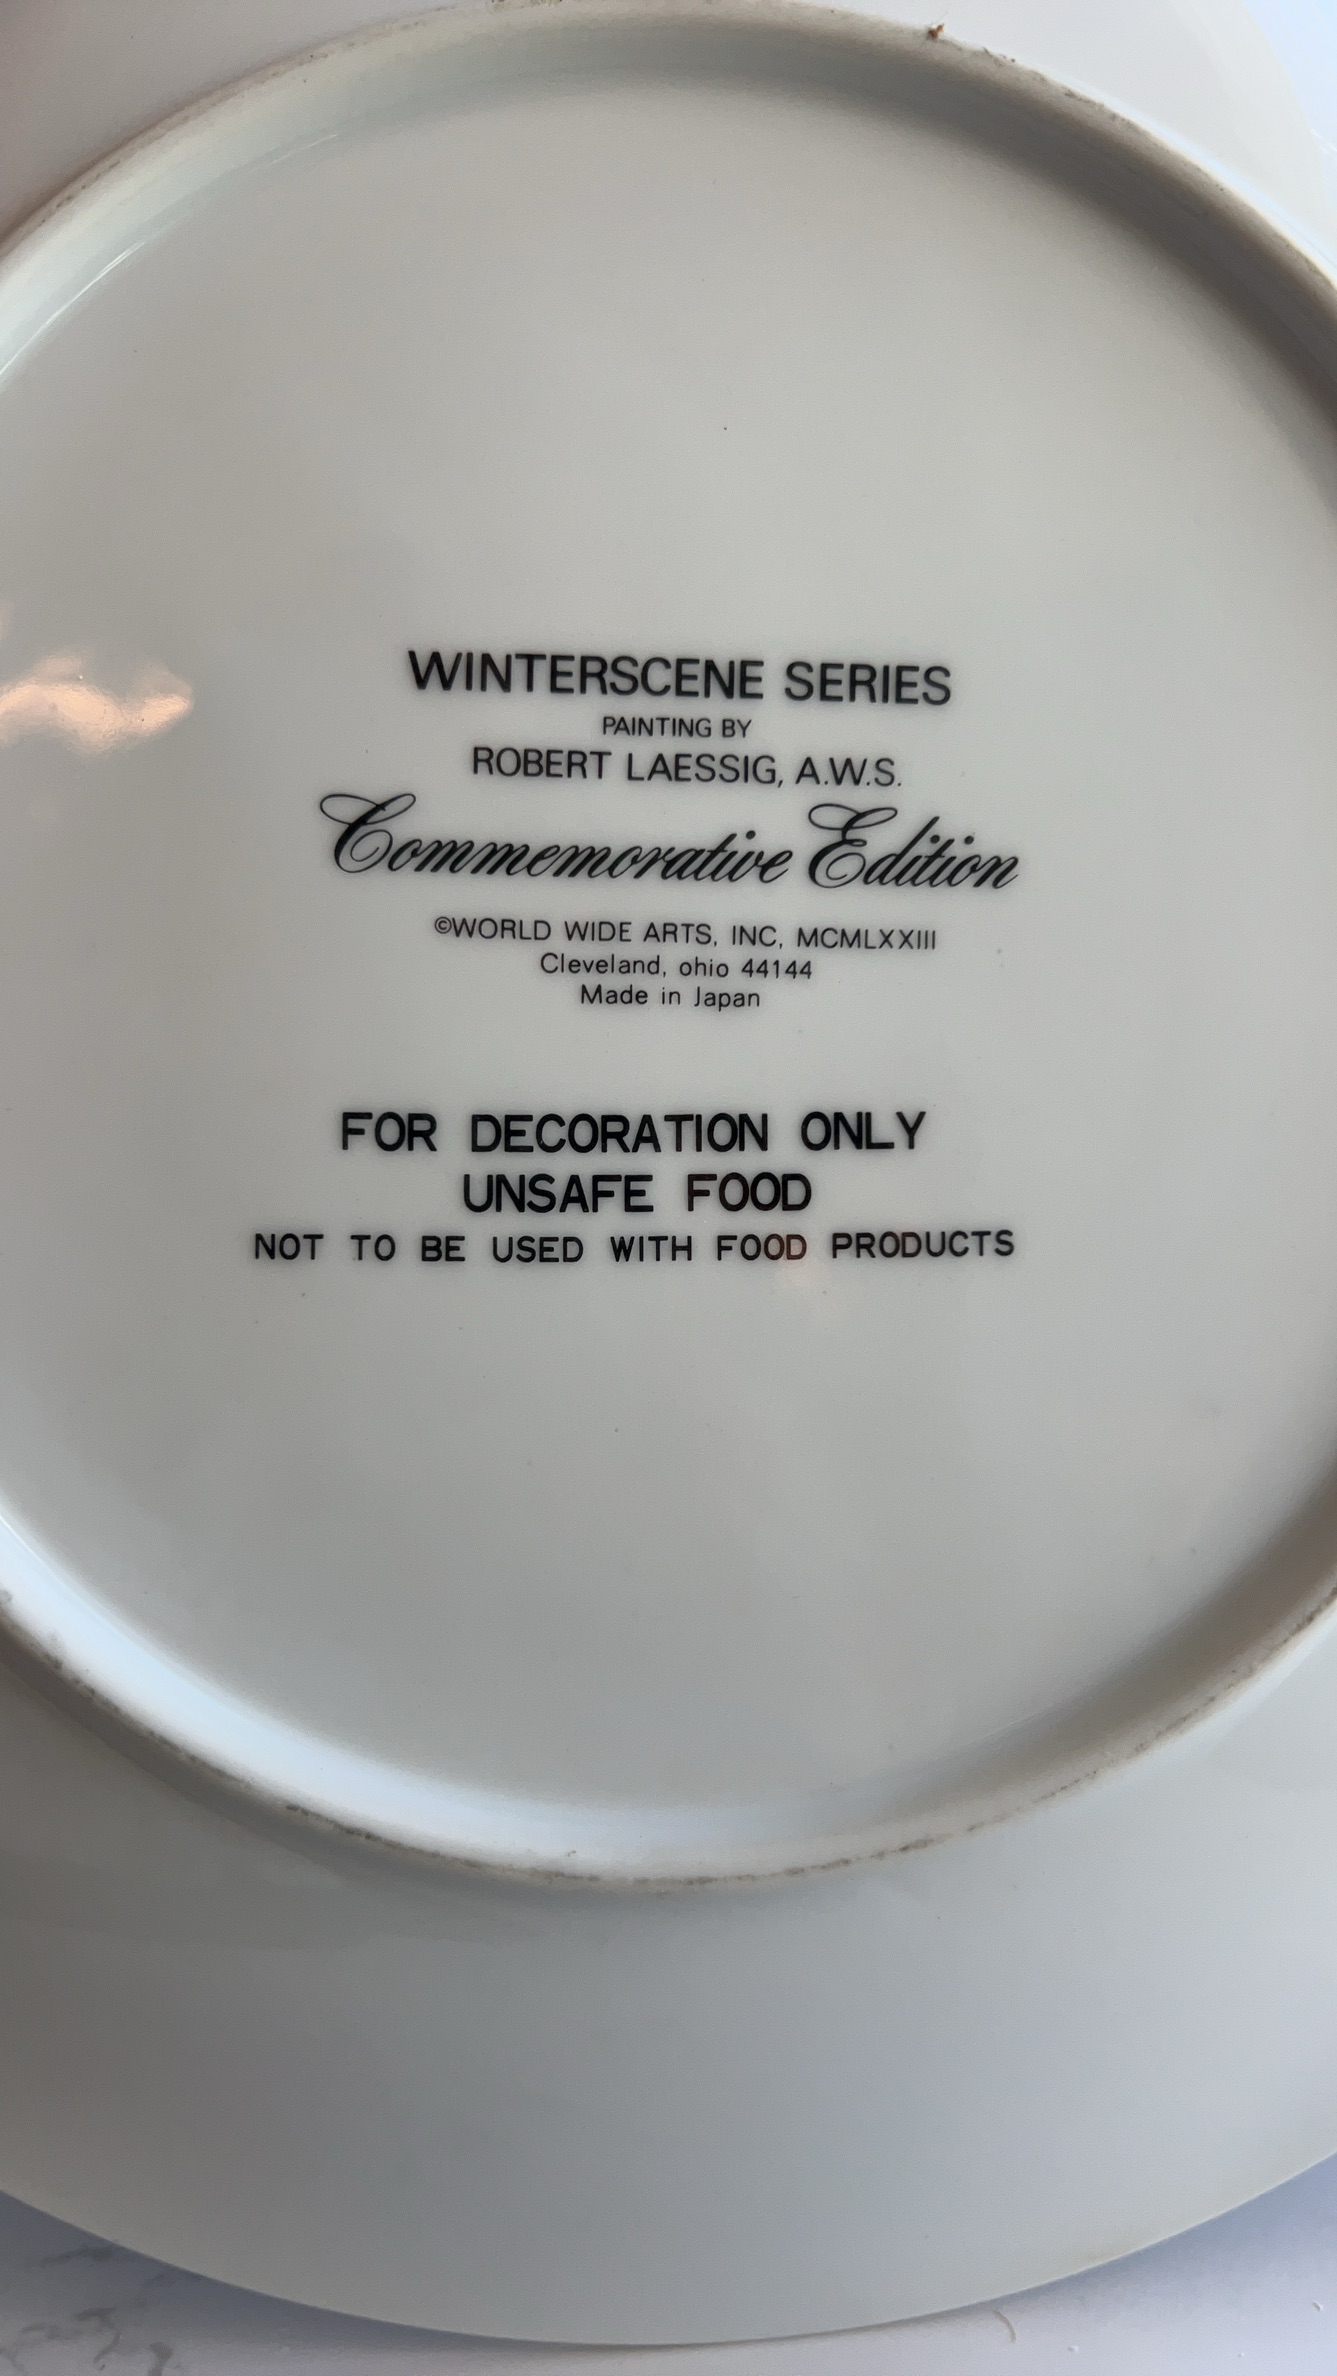 WINTERSCENE SERIES
PAINTING BY
ROBERT LAESSIG, A.W.S.
Commemorative Edition
©WORLD WIDE ARTS, INC, MCMLXXIII
Cleveland, ohio 44144
Made in Japan
FOR DECORATION ONLY
UNSAFE FOOD
NOT TO BE USED WITH FOOD PRODUCTS